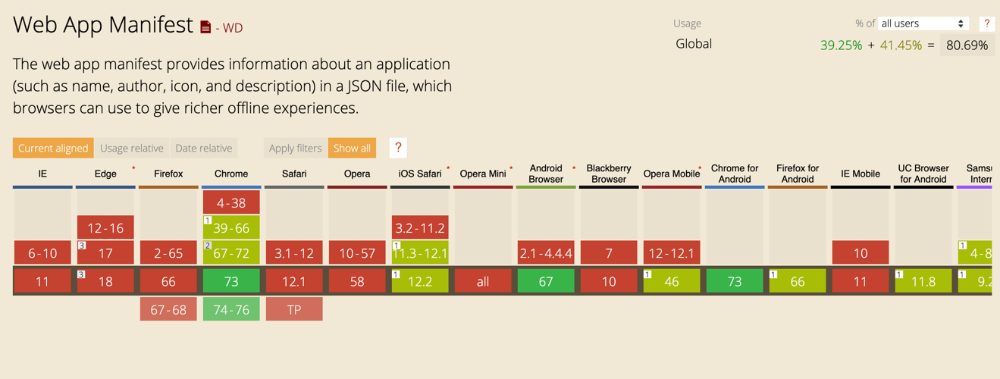 Web App Manifest - WD
Usage % of all users ?
Global 39.25% + 41.45% = 80.69%
The web app manifest provides information about an application
(such as name, author, icon, and description) in a JSON file, which
browsers can use to give richer offline experiences.
Current aligned Usage relative Date relative Apply filters Show all ?
IE Edge * Firefox Chrome Safari Opera iOS Safari * Opera Mini * Android Browser * Blackberry Browser Opera Mobile * Chrome for Android Firefox for Android IE Mobile UC Browser for Android
4-38
12-16 1 39-66 3.2-11.2
6-10 3 17 2-65 2 67-72 3.1-12 10-57 1 11.3-12.1 2.1-4.4.4 7 12-12.1 10 1 4-8
11 3 18 66 73 12.1 58 1 12.2 all 67 10 1 46 73 1 66 11 1 11.8 1 9.2
67-68 74-76 TP